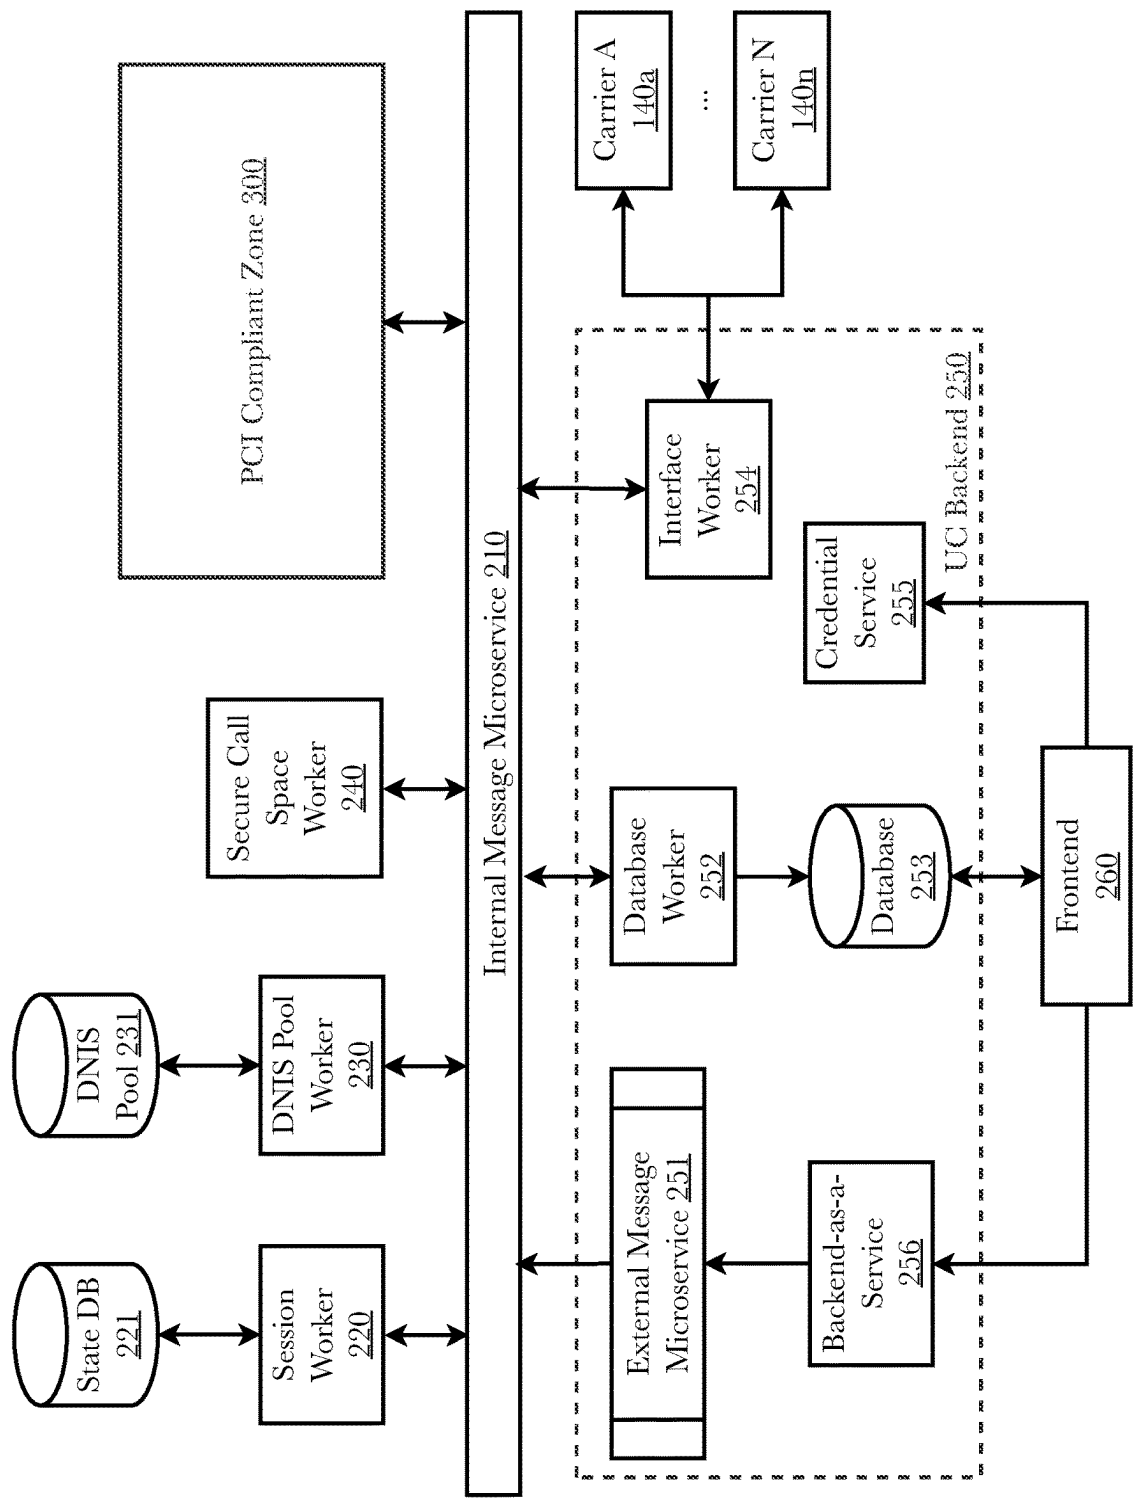 State DB
221
DNIS
Pool 231
Session
Worker
220
DNIS Pool
Worker
230
Secure Call
Space Worker
240
PCI Compliant Zone 300
Internal Message Microservice 210
External Message
Microservice 251
Database
Worker
252
Interface
Worker
254
Carrier A
140a
...
Carrier N
140n
Backend-as-a-
Service
256
Database
253
Credential
Service
255
UC Backend 250
Frontend
260